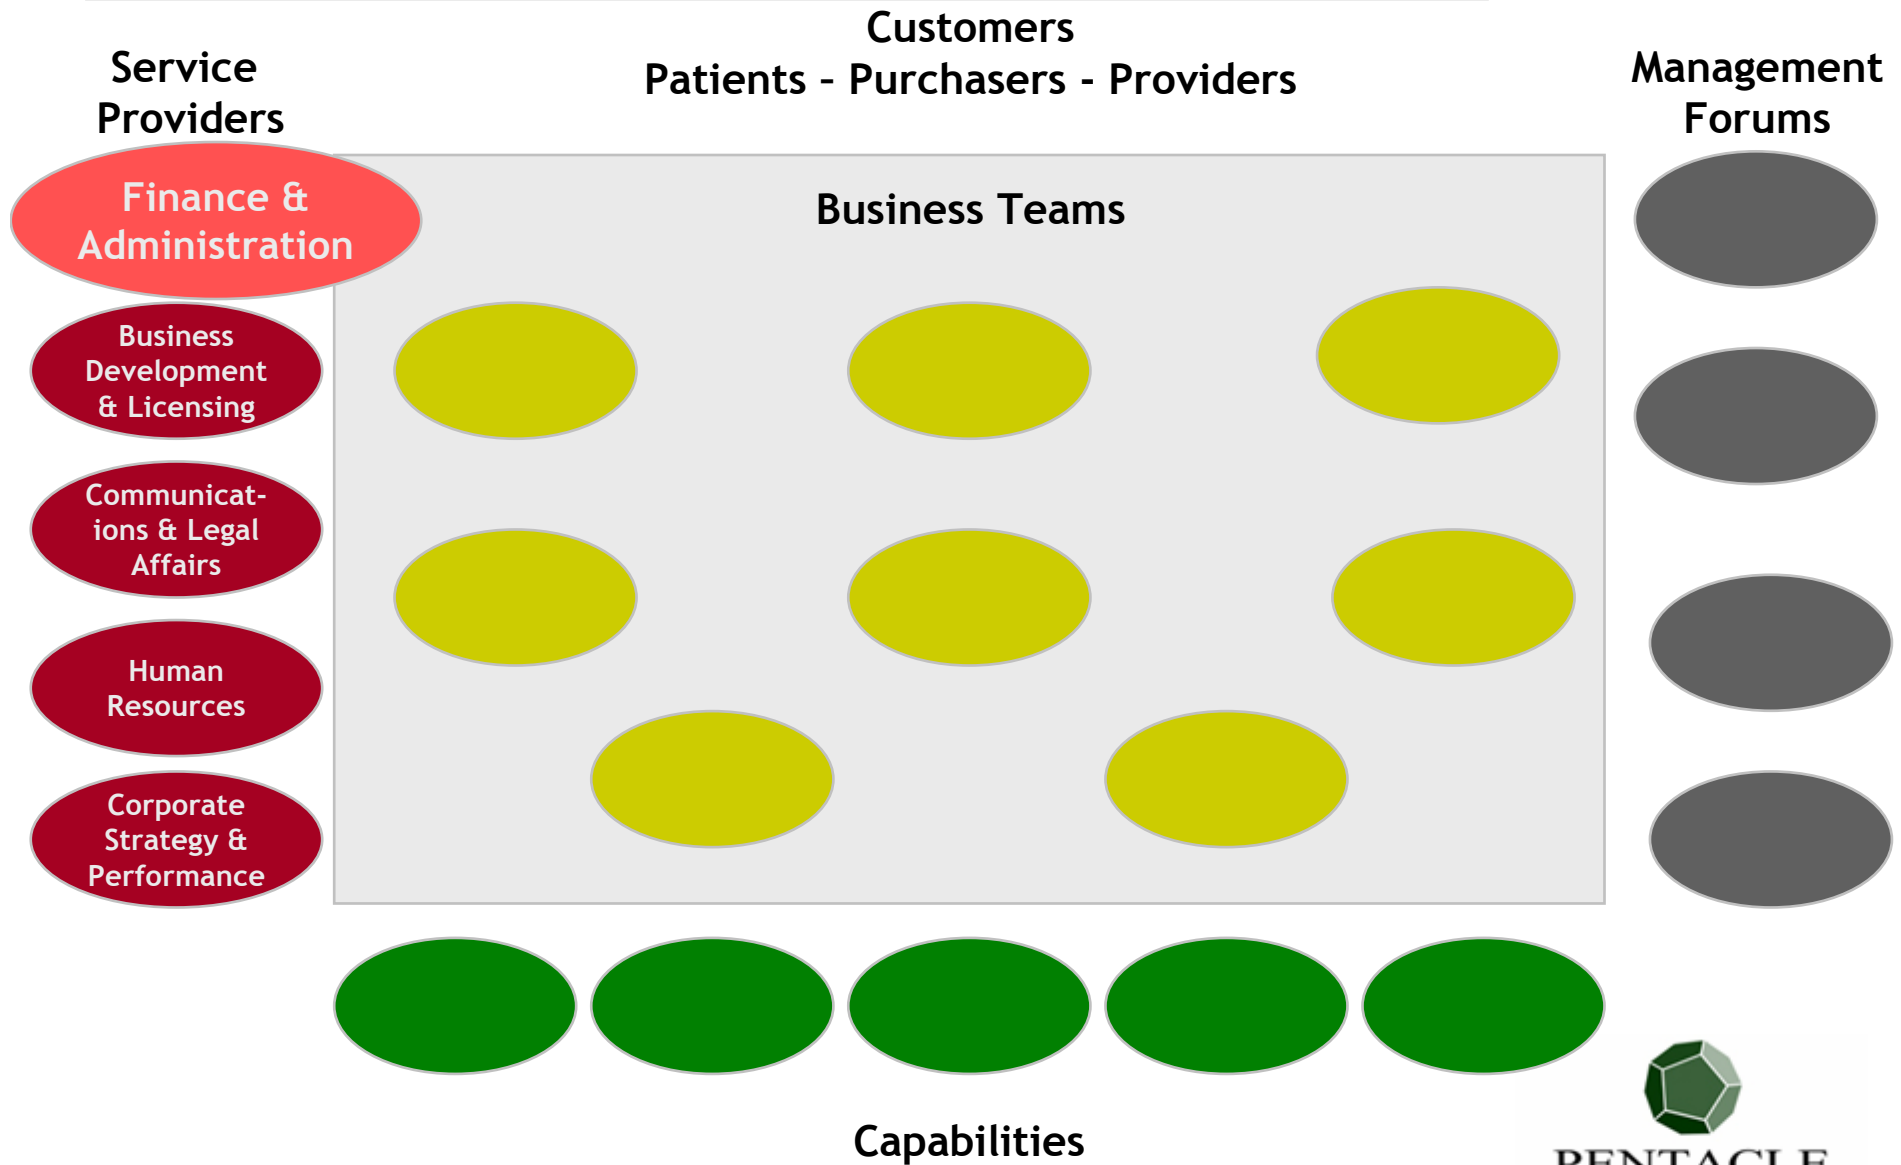 Customers
Patients – Purchasers - Providers
Service
Providers
Management
Forums
Finance &
Administration
Business Teams
Business
Development
& Licensing
Communicat-
ions & Legal
Affairs
Human
Resources
Corporate
Strategy &
Performance
Capabilities
PENTACLE